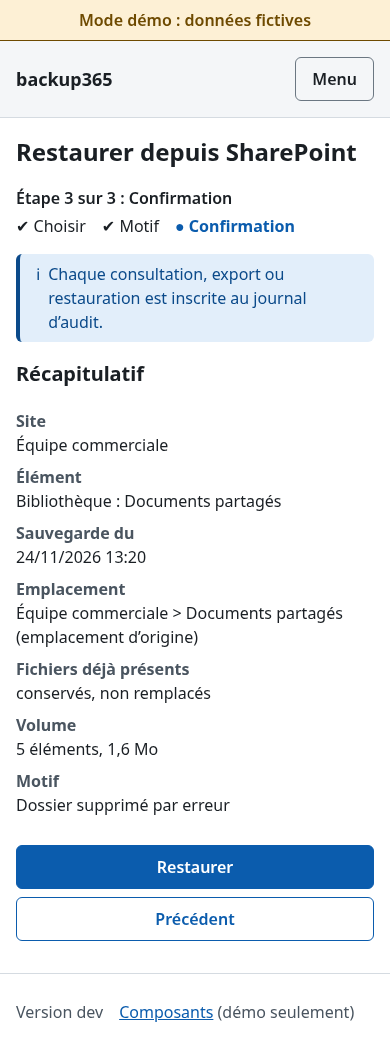 Mode démo : données fictives
backup365
Menu
Restaurer depuis SharePoint
Étape 3 sur 3 : Confirmation
✔ Choisir ✔ Motif ● Confirmation
i Chaque consultation, export ou
restauration est inscrite au journal
d’audit.
Récapitulatif
Site
Équipe commerciale
Élément
Bibliothèque : Documents partagés
Sauvegarde du
24/11/2026 13:20
Emplacement
Équipe commerciale > Documents partagés
(emplacement d’origine)
Fichiers déjà présents
conservés, non remplacés
Volume
5 éléments, 1,6 Mo
Motif
Dossier supprimé par erreur
Restaurer
Précédent
Version dev Composants (démo seulement)